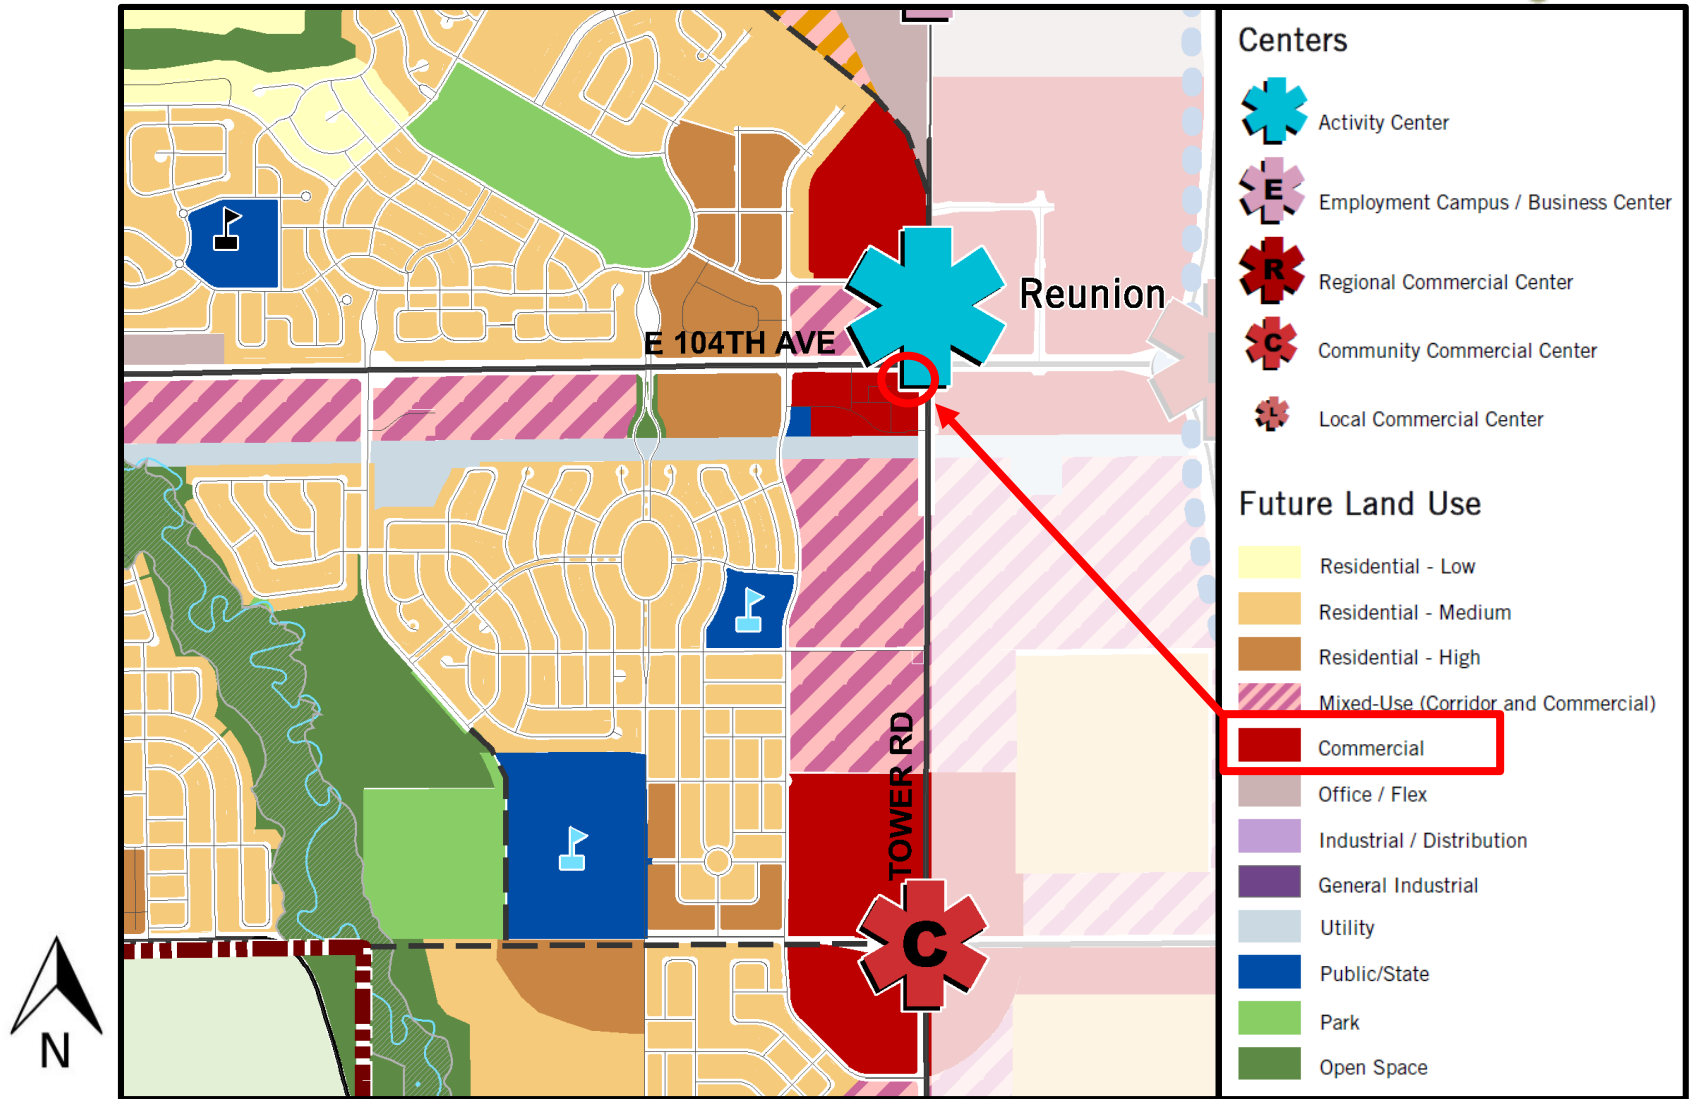 Reunion
E 104TH AVE
TOWER RD
C
N
Centers
Activity Center
E
Employment Campus / Business Center
R
Regional Commercial Center
C
Community Commercial Center
L
Local Commercial Center
Future Land Use
Residential - Low
Residential - Medium
Residential - High
Mixed-Use (Corridor and Commercial)
Commercial
Office / Flex
Industrial / Distribution
General Industrial
Utility
Public/State
Park
Open Space